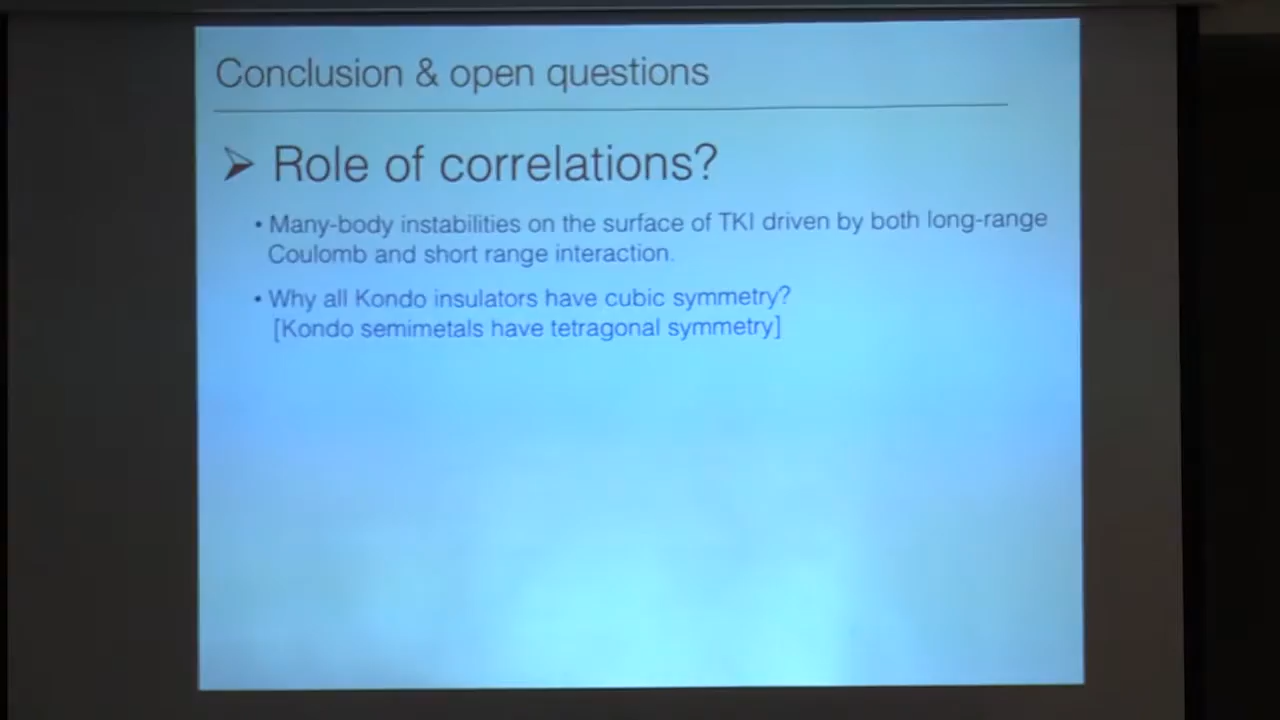 Conclusion & open questions
➢ Role of correlations?
• Many-body instabilities on the surface of TKI driven by both long-range
Coulomb and short range interaction.
• Why all Kondo insulators have cubic symmetry?
[Kondo semimetals have tetragonal symmetry]